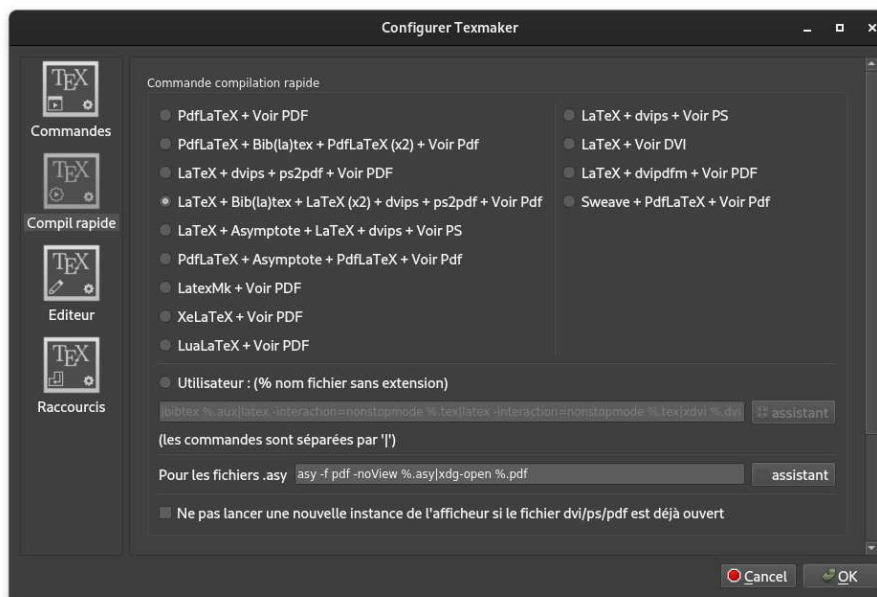 Configurer Texmaker
TEX
Commandes
TEX
Compil rapide
TEX
Editeur
TEX
Raccourcis
Commande compilation rapide
PdfLaTeX + Voir PDF
PdfLaTeX + Bib(la)tex + PdfLaTeX (x2) + Voir Pdf
LaTeX + dvips + ps2pdf + Voir PDF
LaTeX + Bib(la)tex + LaTeX (x2) + dvips + ps2pdf + Voir Pdf
LaTeX + Asymptote + LaTeX + dvips + Voir PS
PdfLaTeX + Asymptote + PdfLaTeX + Voir Pdf
LatexMk + Voir PDF
XeLaTeX + Voir PDF
LuaLaTeX + Voir PDF
LaTeX + dvips + Voir PS
LaTeX + Voir DVI
LaTeX + dvipdfm + Voir PDF
Sweave + PdfLaTeX + Voir Pdf
Utilisateur : (% nom fichier sans extension)
|bibtex %.aux|latex -interaction=nonstopmode %.tex|latex -interaction=nonstopmode %.tex|xdvi %.dvi assistant
(les commandes sont séparées par '|')
Pour les fichiers .asy asy -f pdf -noView %.asy|xdg-open %.pdf assistant
Ne pas lancer une nouvelle instance de l'afficheur si le fichier dvi/ps/pdf est déjà ouvert
Cancel OK